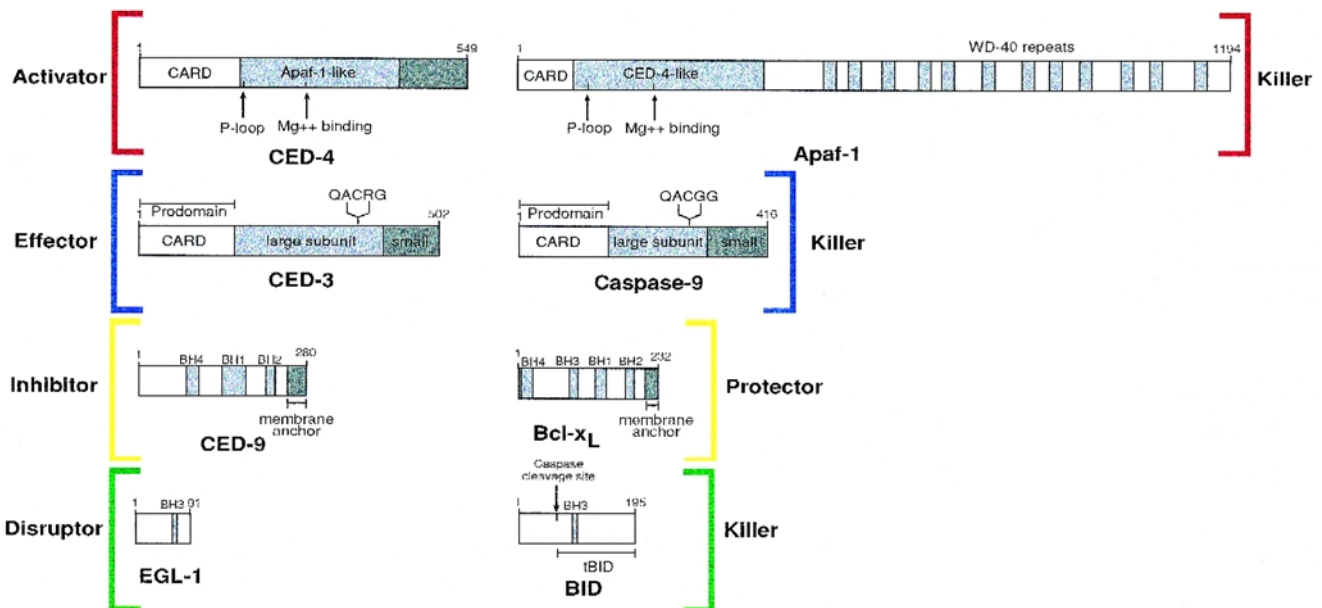 1 549 1 WD-40 repeats 1194
Activator CARD Apaf-1-like CARD CED-4-like Killer
P-loop Mg++ binding P-loop Mg++ binding
CED-4 Apaf-1
QACRG QACGG
1 Prodomain 502 1 Prodomain 416
Effector CARD large subunit small CARD large subunit small Killer
CED-3 Caspase-9
1 BH4 BH1 BH2 280 1 BH4 BH3 BH1 BH2 232
Inhibitor Protector
membrane anchor membrane anchor
CED-9 Bcl-xL
Caspase
cleavage site
1 BH3 91 1 BH3 195
Disruptor Killer
tBID
EGL-1 BID